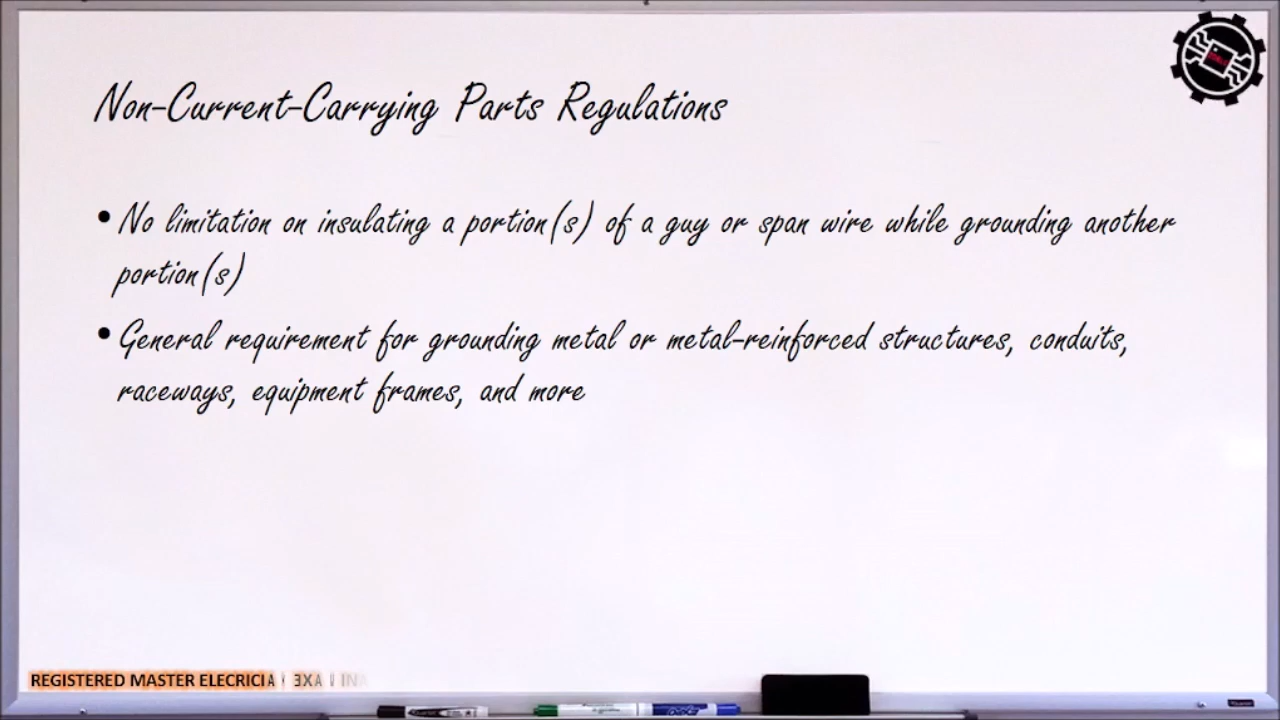 Non-Current-Carrying Parts Regulations
• No limitation on insulating a portion(s) of a guy or span wire while grounding another
portion(s)
• General requirement for grounding metal or metal-reinforced structures, conduits,
raceways, equipment frames, and more
REGISTERED MASTER ELECRICIA